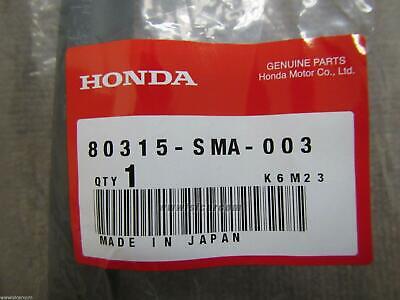 HONDA
GENUINE PARTS
Honda Motor Co., Ltd.
80315-SMA-003
QTY 1
K6M23
MADE IN JAPAN